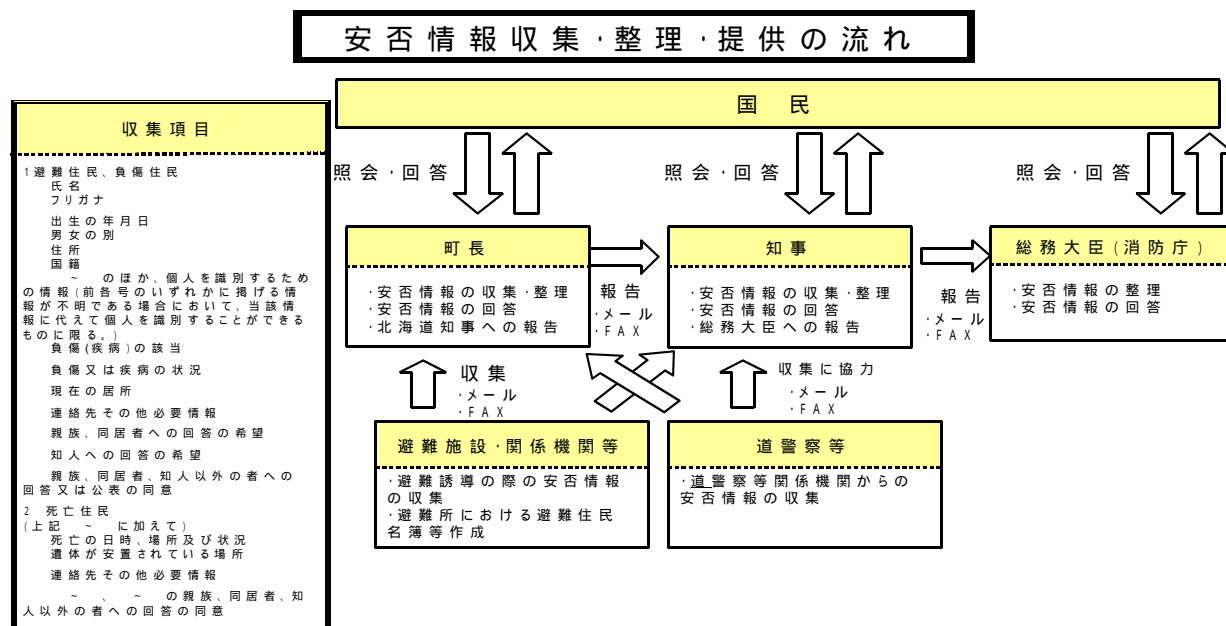 安否情報収集・整理・提供の流れ
国 民
収集項目
1避難住民、負傷住民
氏名
フリガナ
出生の年月日
男女の別
住所
国籍
～ のほか、個人を識別するため
の情報(前各号のいずれかに掲げる情
報が不明である場合において、当該情
報に代えて個人を識別することができる
ものに限る。)
負傷(疾病)の該当
負傷又は疾病の状況
現在の居所
連絡先その他必要情報
親族、同居者への回答の希望
知人への回答の希望
親族、同居者、知人以外の者への
回答又は公表の同意
2 死亡住民
(上記 ～ に加えて)
死亡の日時、場所及び状況
遺体が安置されている場所
連絡先その他必要情報
～ 、 ～ の親族、同居者、知
人以外の者への回答の同意
照会・回答
照会・回答
照会・回答
町長
・安否情報の収集・整理
・安否情報の回答
・北海道知事への報告
報告
・メール
・FAX
知事
・安否情報の収集・整理
・安否情報の回答
・総務大臣への報告
報告
・メール
・FAX
総務大臣(消防庁)
・安否情報の整理
・安否情報の回答
収集
・メール
・FAX
収集に協力
・メール
・FAX
避難施設・関係機関等
・避難誘導の際の安否情報
の収集
・避難所における避難住民
名簿等作成
道警察等
・道警察等関係機関からの
安否情報の収集